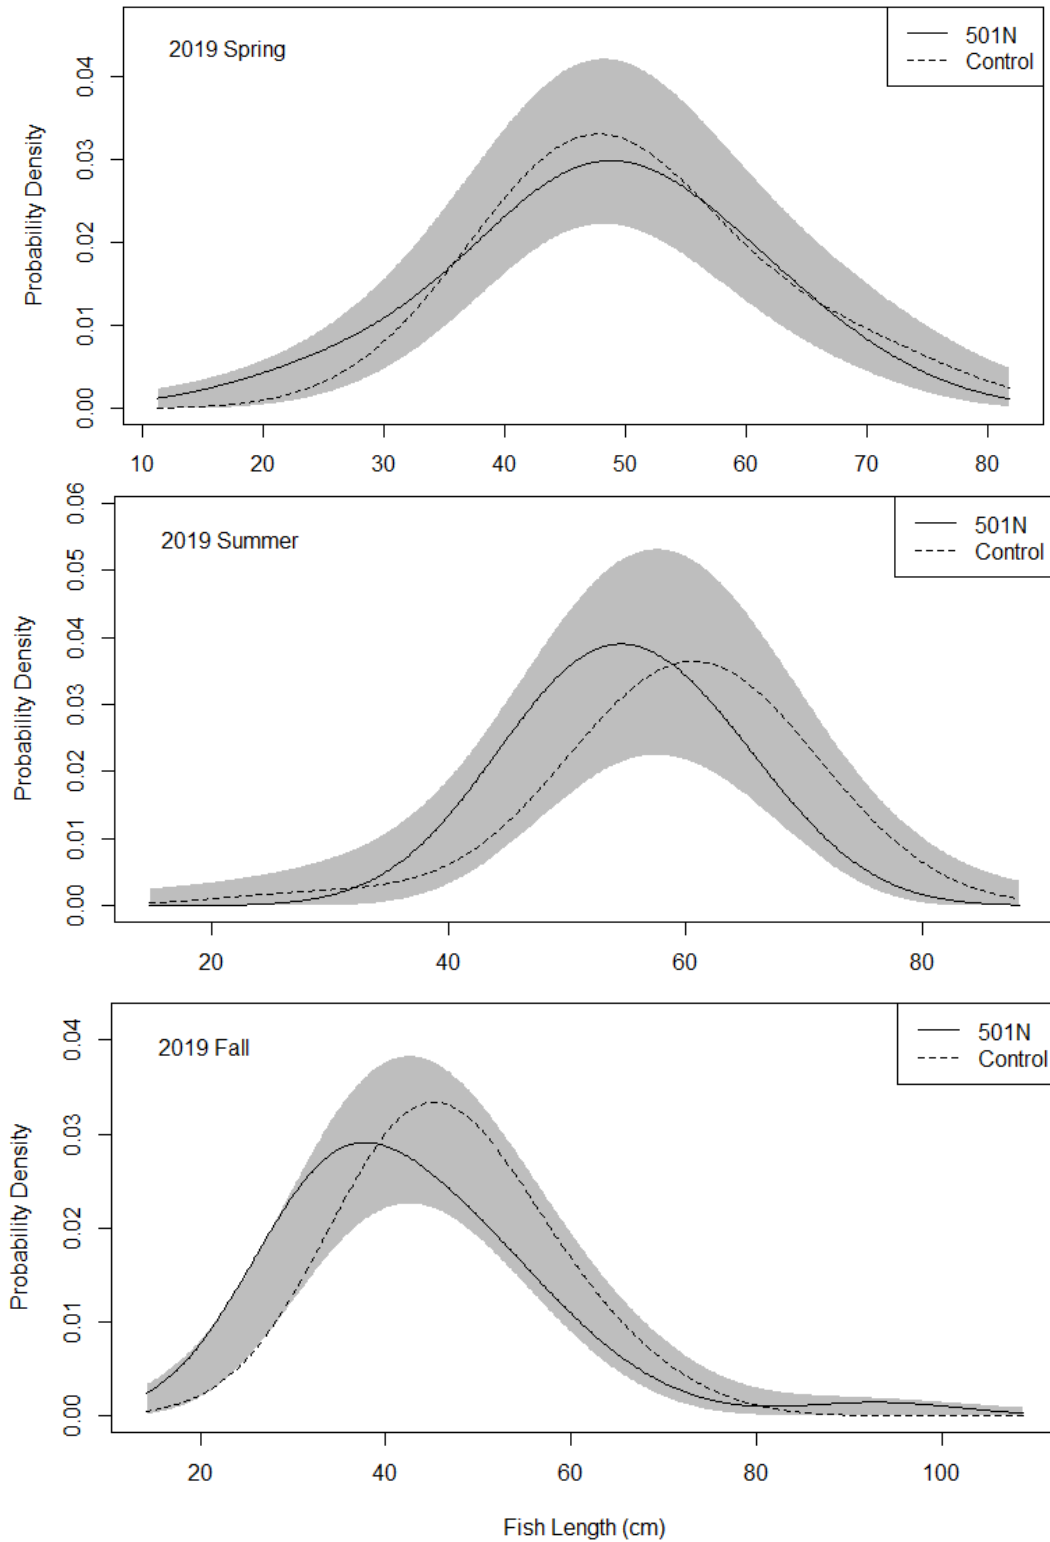 2019 Spring
501N
Control
Probability Density
0.00 0.01 0.02 0.03 0.04
10 20 30 40 50 60 70 80
2019 Summer
501N
Control
Probability Density
0.00 0.01 0.02 0.03 0.04 0.05 0.06
20 40 60 80
2019 Fall
501N
Control
Probability Density
0.00 0.01 0.02 0.03 0.04
20 40 60 80 100
Fish Length (cm)